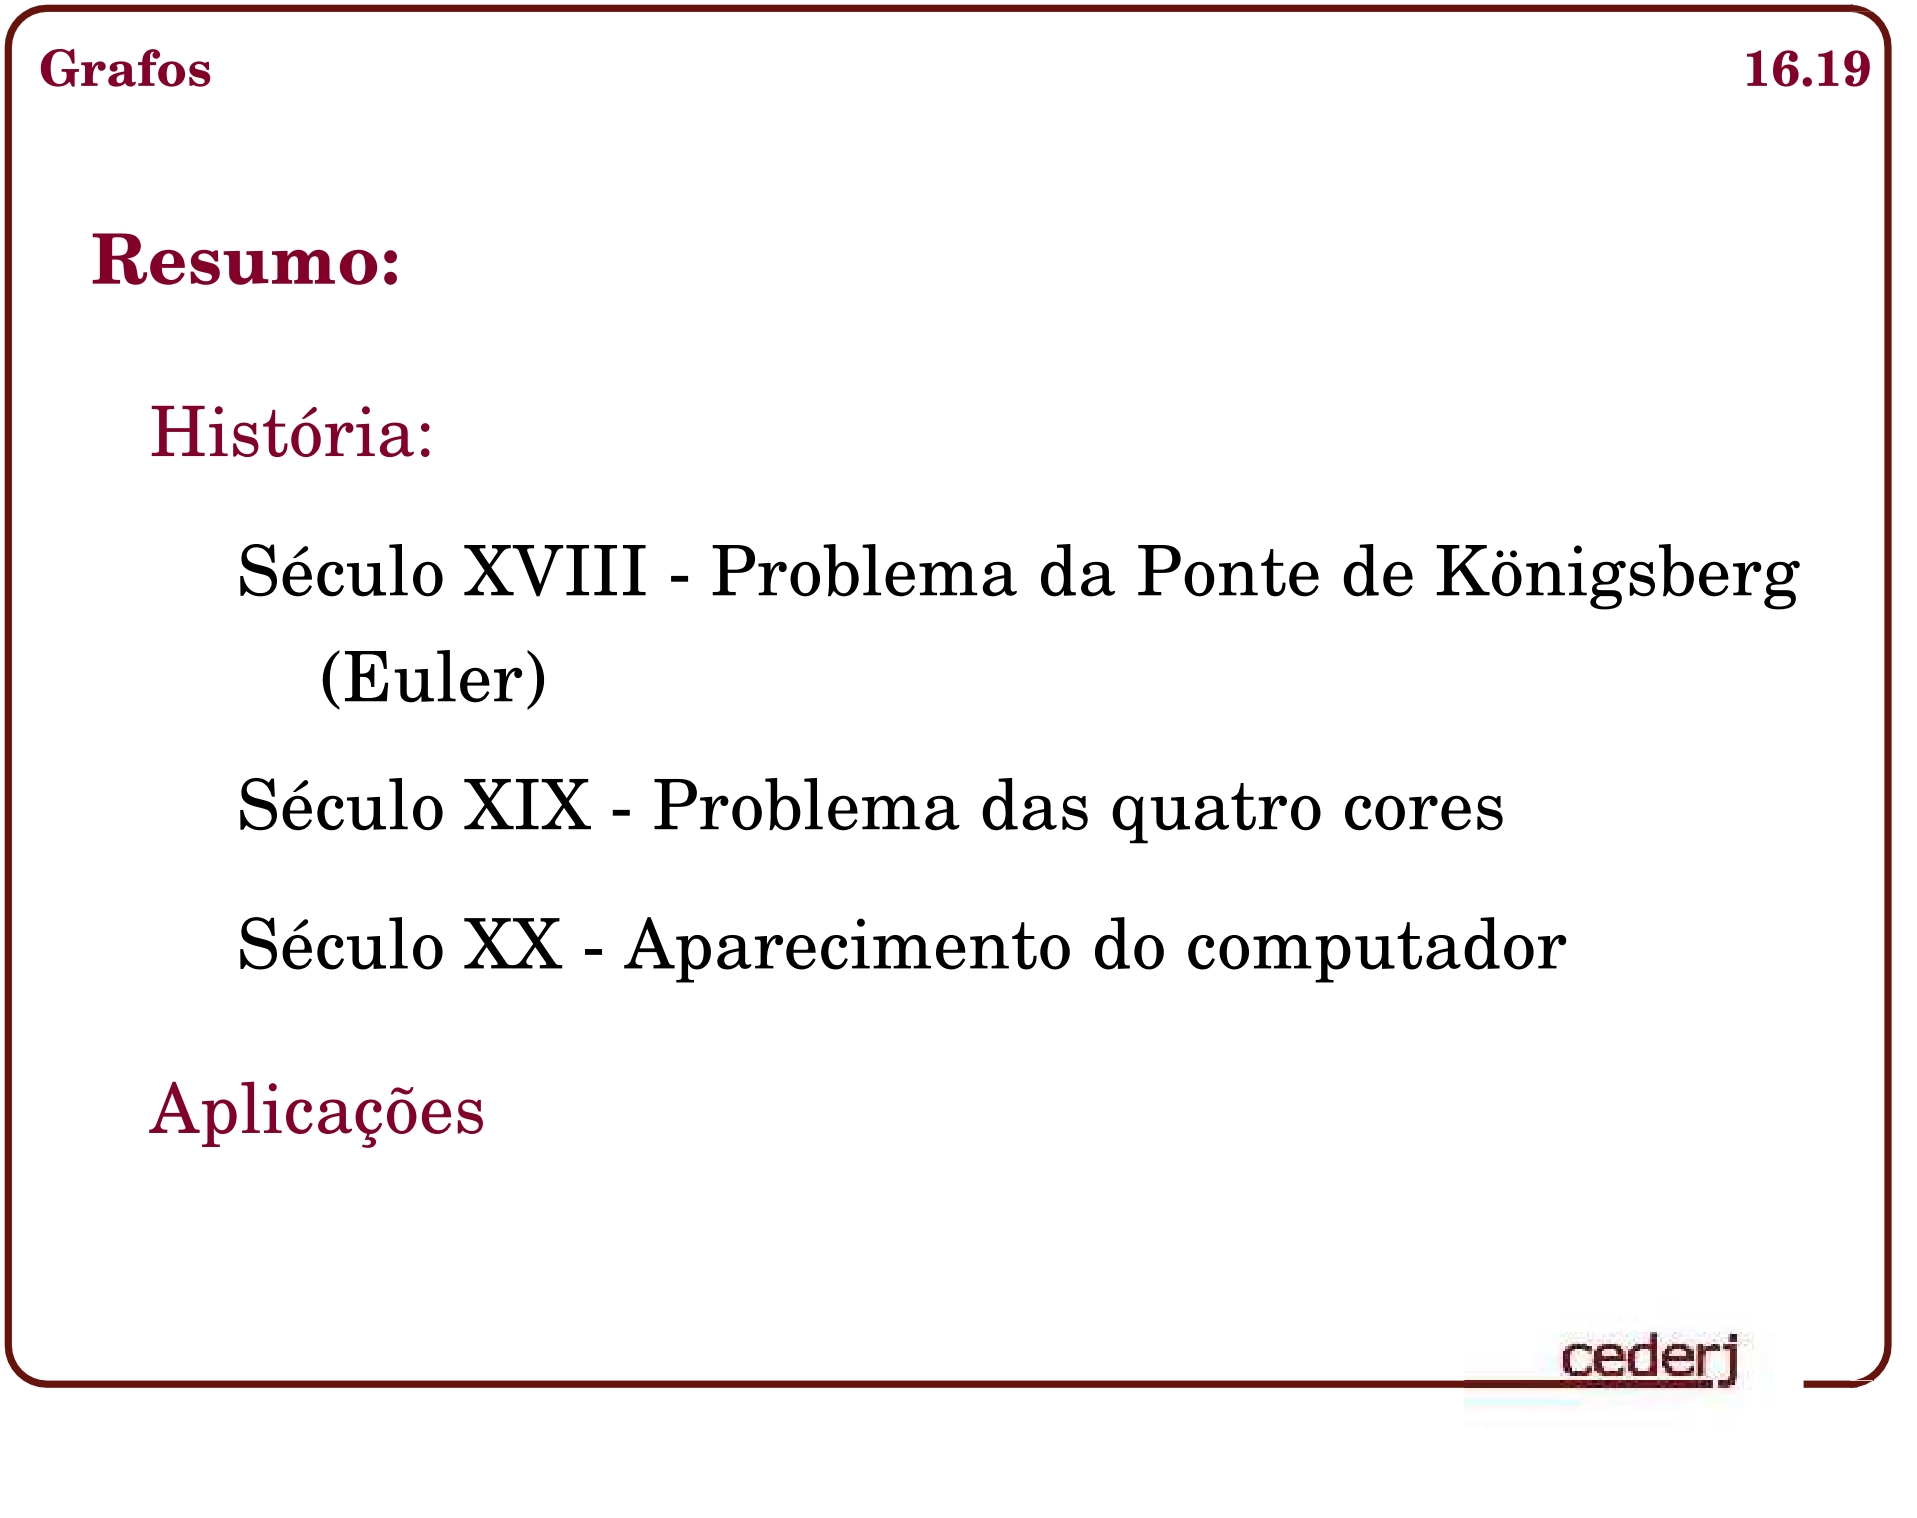 Grafos 16.19
Resumo:
História:
Século XVIII - Problema da Ponte de Königsberg
(Euler)
Século XIX - Problema das quatro cores
Século XX - Aparecimento do computador
Aplicações
cederj